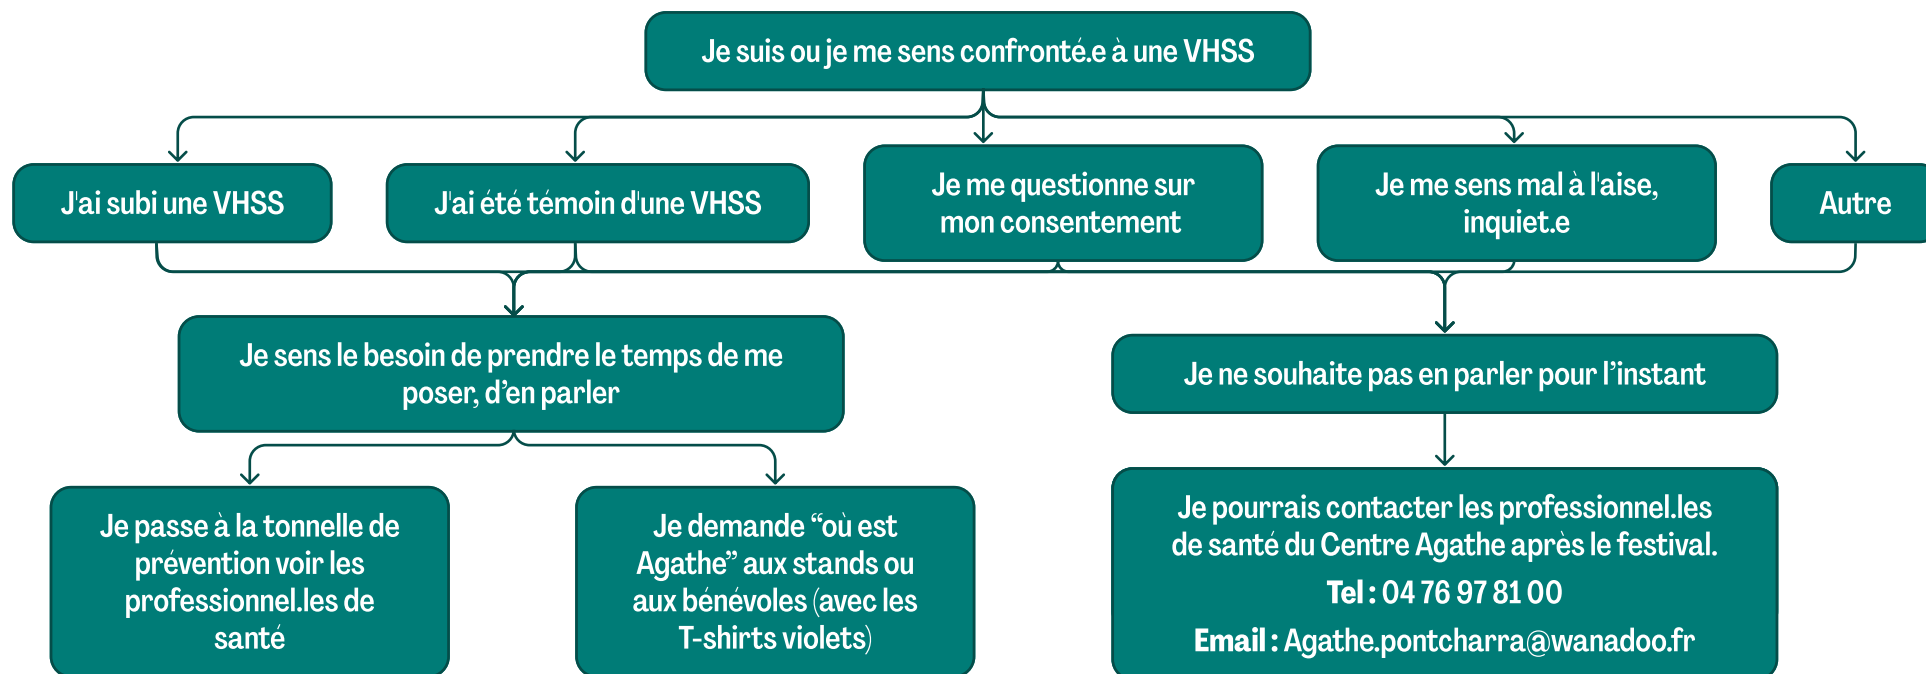 Je suis ou je me sens confronté.e à une VHSS
J'ai subi une VHSS
J'ai été témoin d'une VHSS
Je me questionne sur
mon consentement
Je me sens mal à l'aise,
inquiet.e
Autre
Je sens le besoin de prendre le temps de me
poser, d’en parler
Je ne souhaite pas en parler pour l’instant
Je passe à la tonnelle de
prévention voir les
professionnel.les de
santé
Je demande “où est
Agathe” aux stands ou
aux bénévoles (avec les
T-shirts violets)
Je pourrais contacter les professionnel.les
de santé du Centre Agathe après le festival.
Tel : 04 76 97 81 00
Email : Agathe.pontcharra@wanadoo.fr